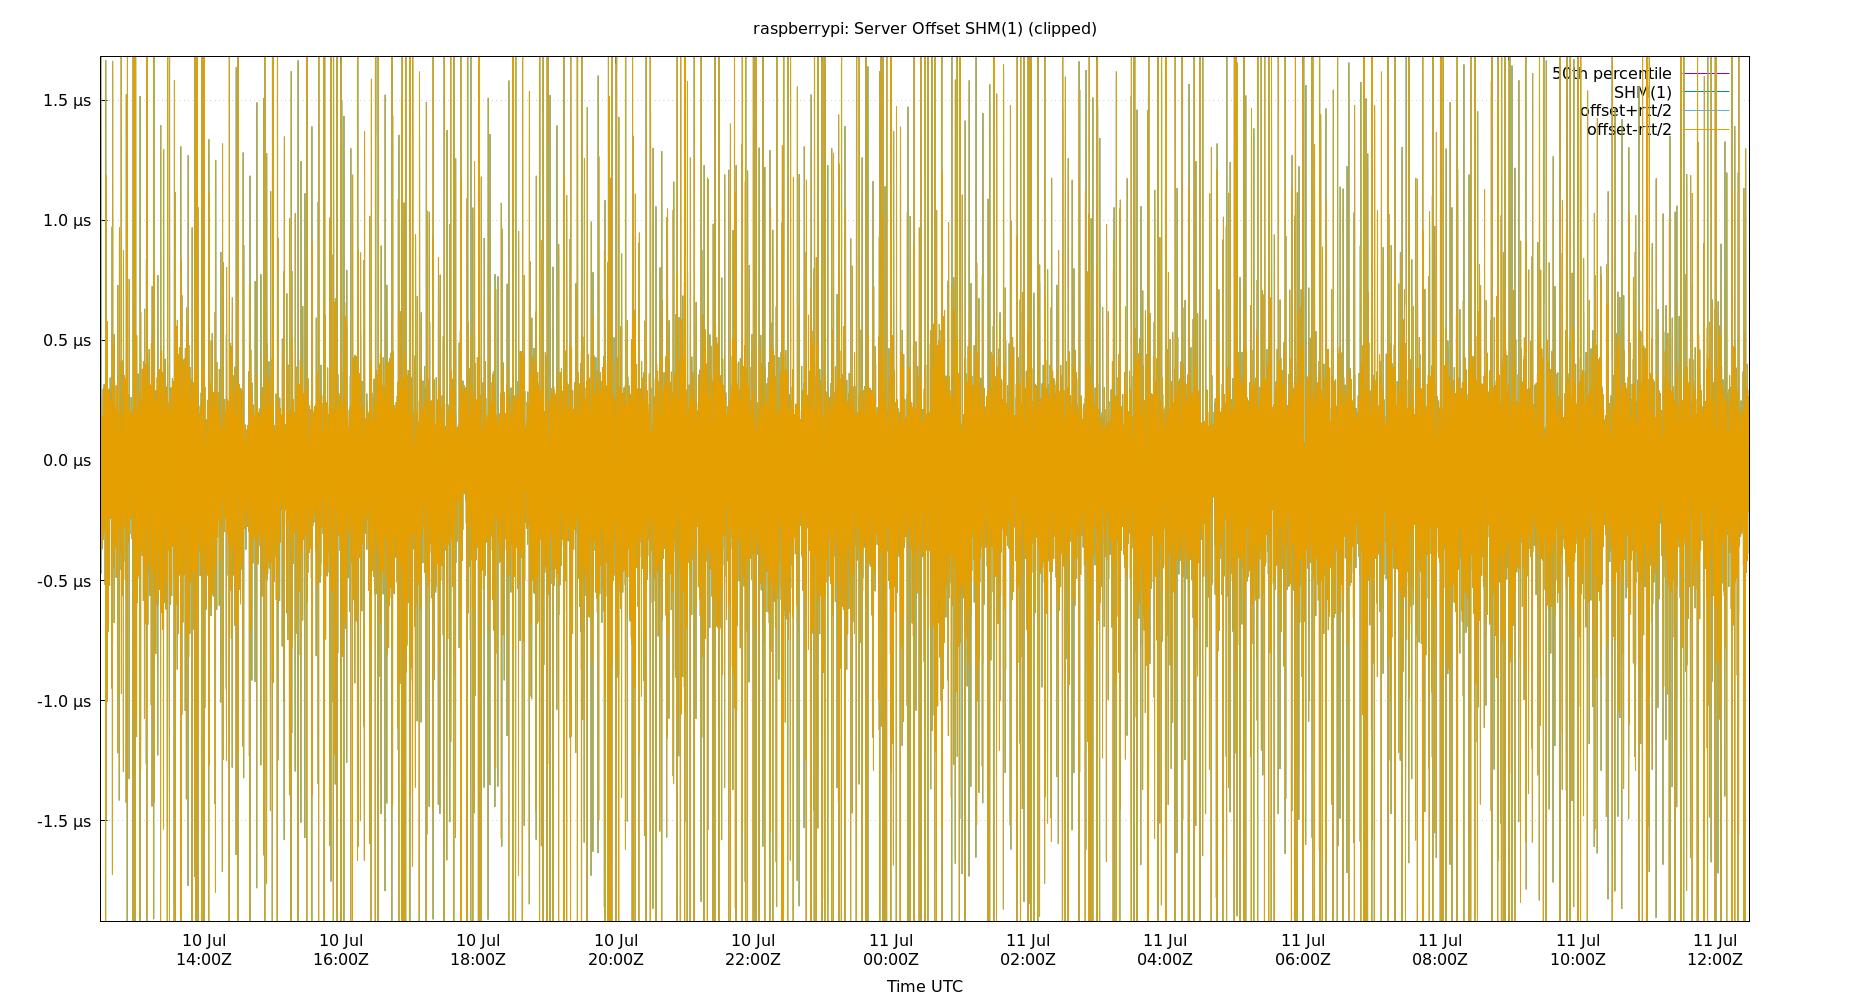 raspberrypi: Server Offset SHM(1) (clipped)
50th percentile
SHM(1)
offset+rtt/2
offset-rtt/2
1.5 µs
1.0 µs
0.5 µs
0.0 µs
-0.5 µs
-1.0 µs
-1.5 µs
10 Jul 10 Jul 10 Jul 10 Jul 10 Jul 11 Jul 11 Jul 11 Jul 11 Jul 11 Jul 11 Jul 11 Jul
14:00Z 16:00Z 18:00Z 20:00Z 22:00Z 00:00Z 02:00Z 04:00Z 06:00Z 08:00Z 10:00Z 12:00Z
Time UTC